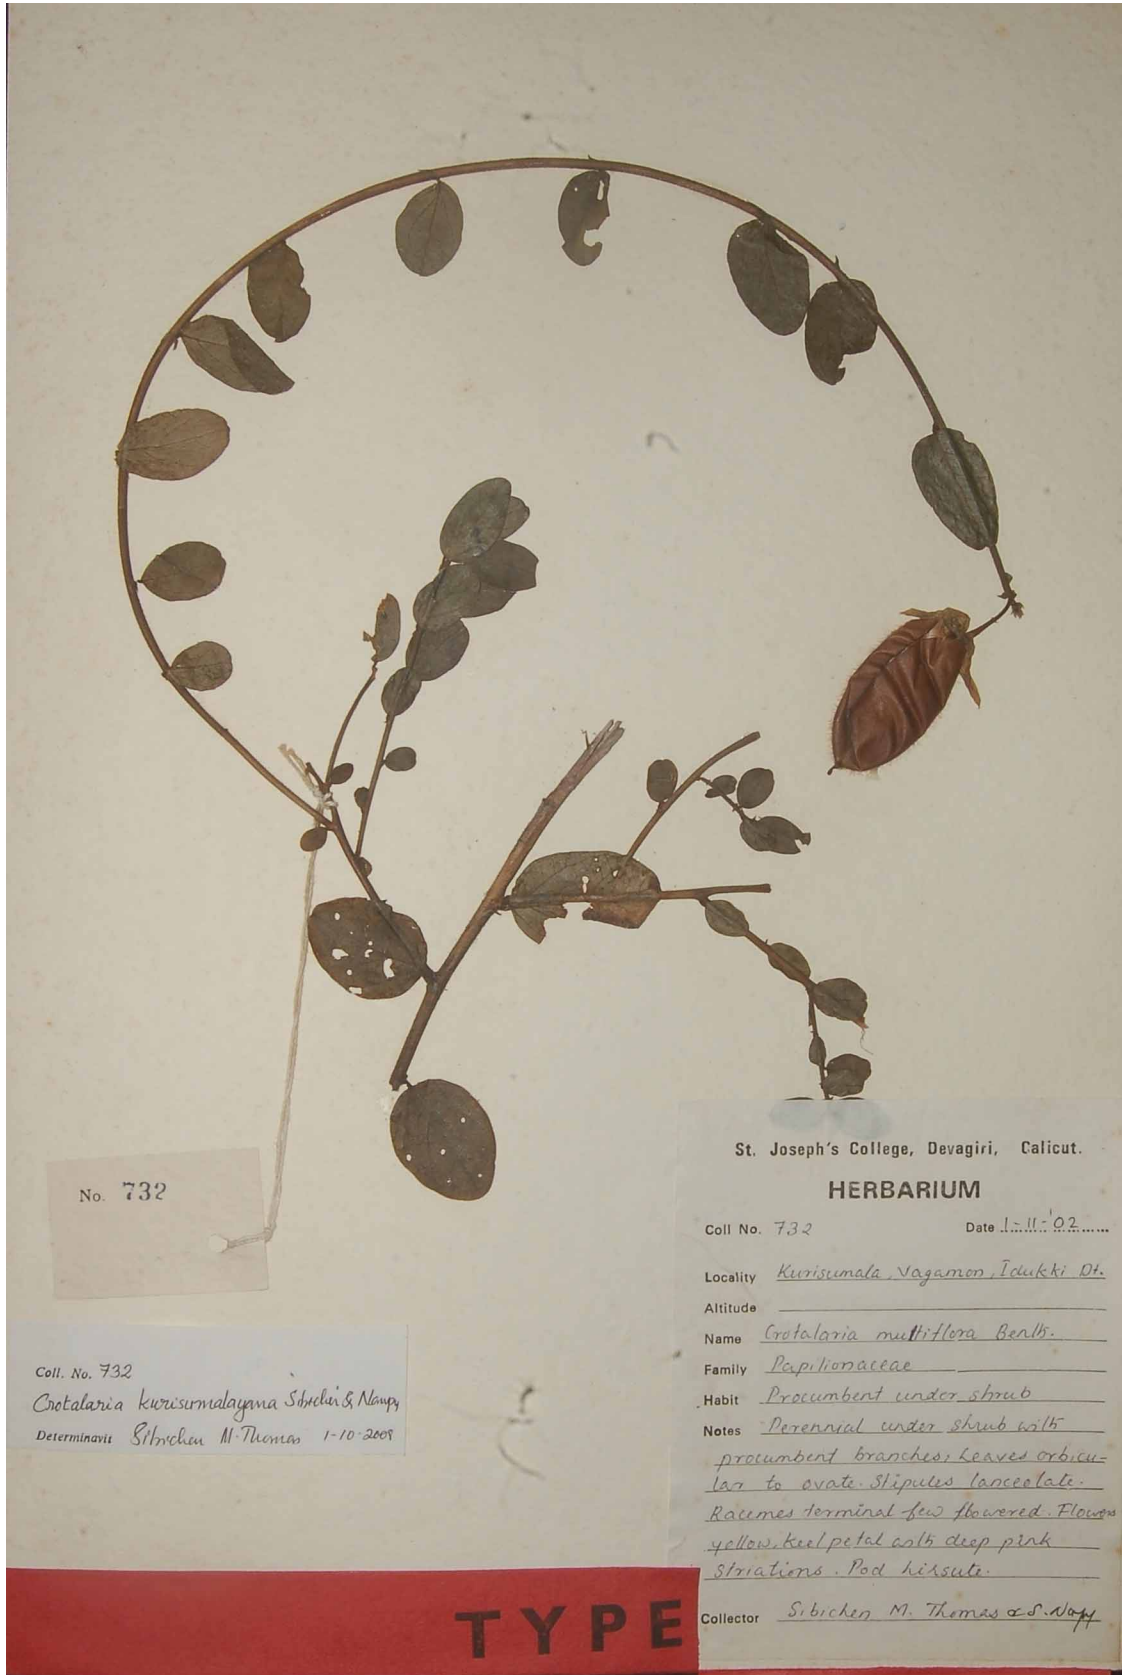 St. Joseph's College, Devagiri, Calicut.
HERBARIUM
Coll No. 732 Date 1-11-'02
Locality Kurisumala, Vagamon, Idukki Dt.
Altitude
Name Crotalaria multiflora Benth.
Family Papilionaceae
Habit Procumbent under shrub
Notes Perennial under shrub with
procumbent branches; Leaves orbicu-
lar to ovate. Stipules lanceolate.
Racemes terminal few flowered. Flowers
yellow, keel petal with deep pink
striations. Pod hirsute.
Collector Sibichen M. Thomas & S. Nampy
No. 732
Coll. No. 732
Crotalaria kurisumalayana Sibichen & Nampy
Determinavit Sibichen M. Thomas 1-10-2009
TYPE